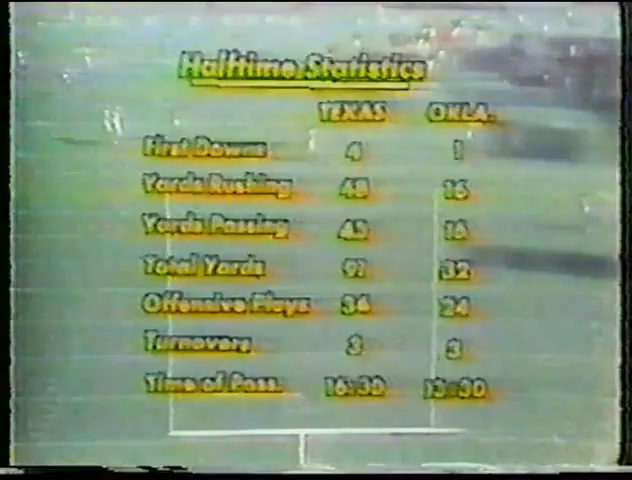 Halftime Statistics
TEXAS OKLA.
First Downs 4 1
Yards Rushing 48 16
Yards Passing 43 16
Total Yards 91 32
Offensive Plays 36 24
Turnovers 3 3
Time of Poss. 16:30 13:30